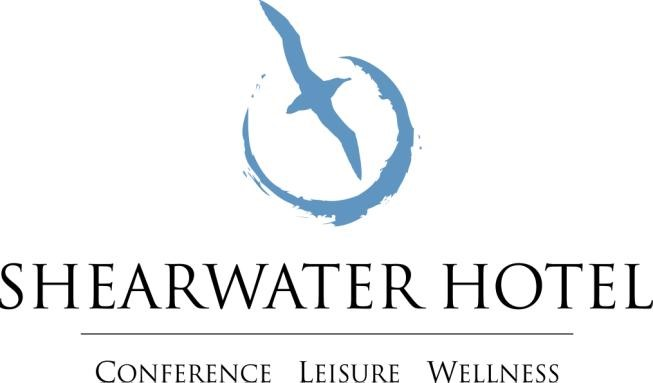 SHEARWATER HOTEL
CONFERENCE LEISURE WELLNESS